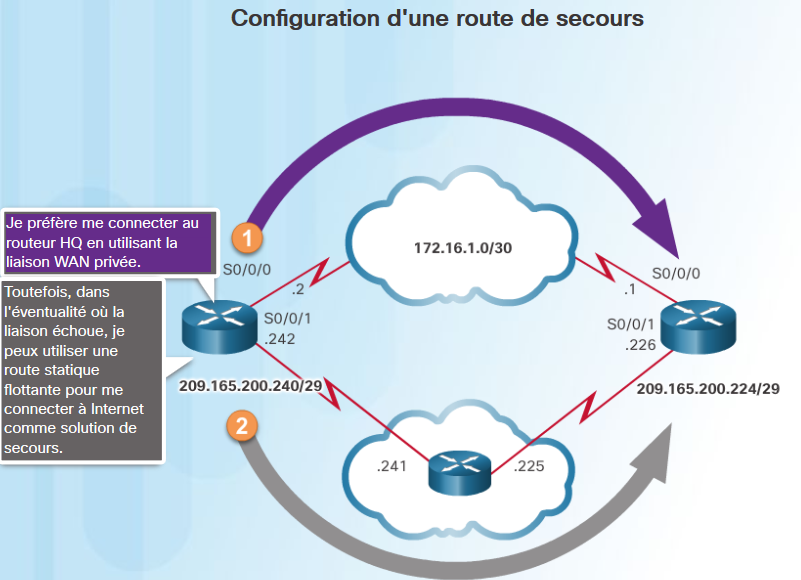 Configuration d'une route de secours
Je préfère me connecter au
routeur HQ en utilisant la
liaison WAN privée.
1
S0/0/0
172.16.1.0/30
S0/0/0
.2
.1
Toutefois, dans
l'éventualité où la
liaison échoue, je
peux utiliser une
route statique
flottante pour me
connecter à Internet
comme solution de
secours.
S0/0/1
.242
S0/0/1
.226
209.165.200.240/29
209.165.200.224/29
2
.241
.225